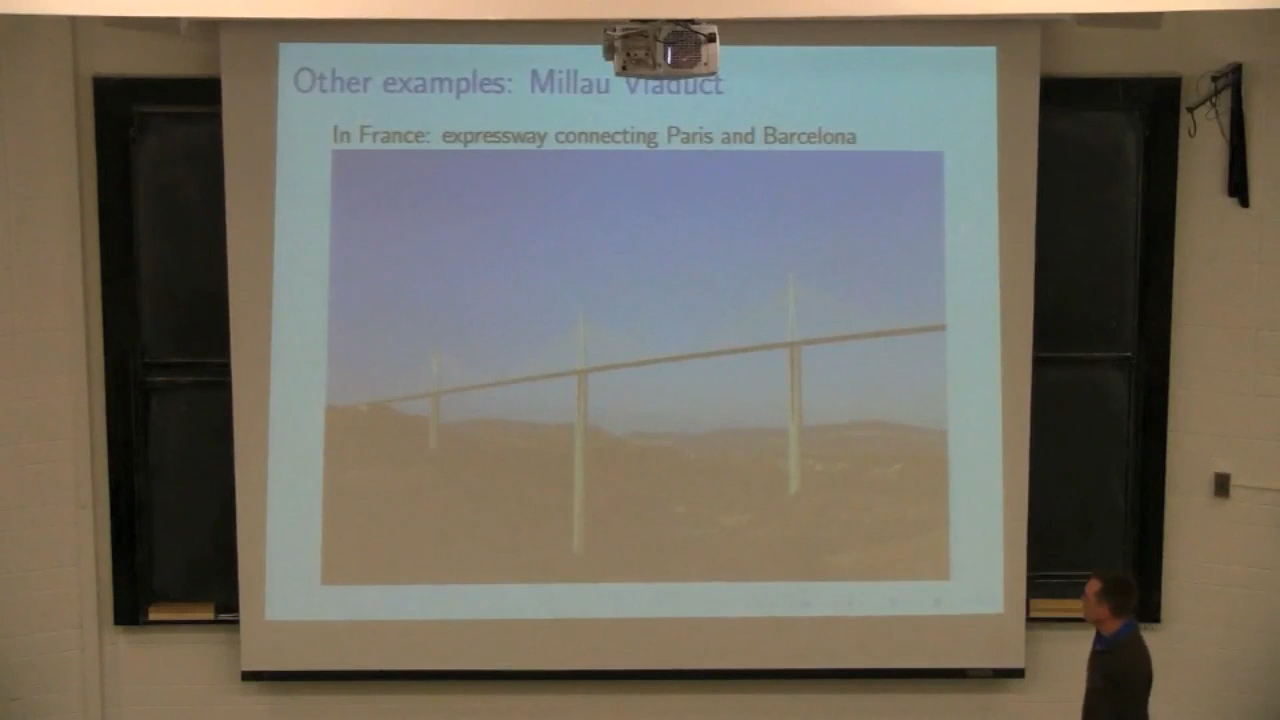 Other examples: Millau Viaduct
In France: expressway connecting Paris and Barcelona